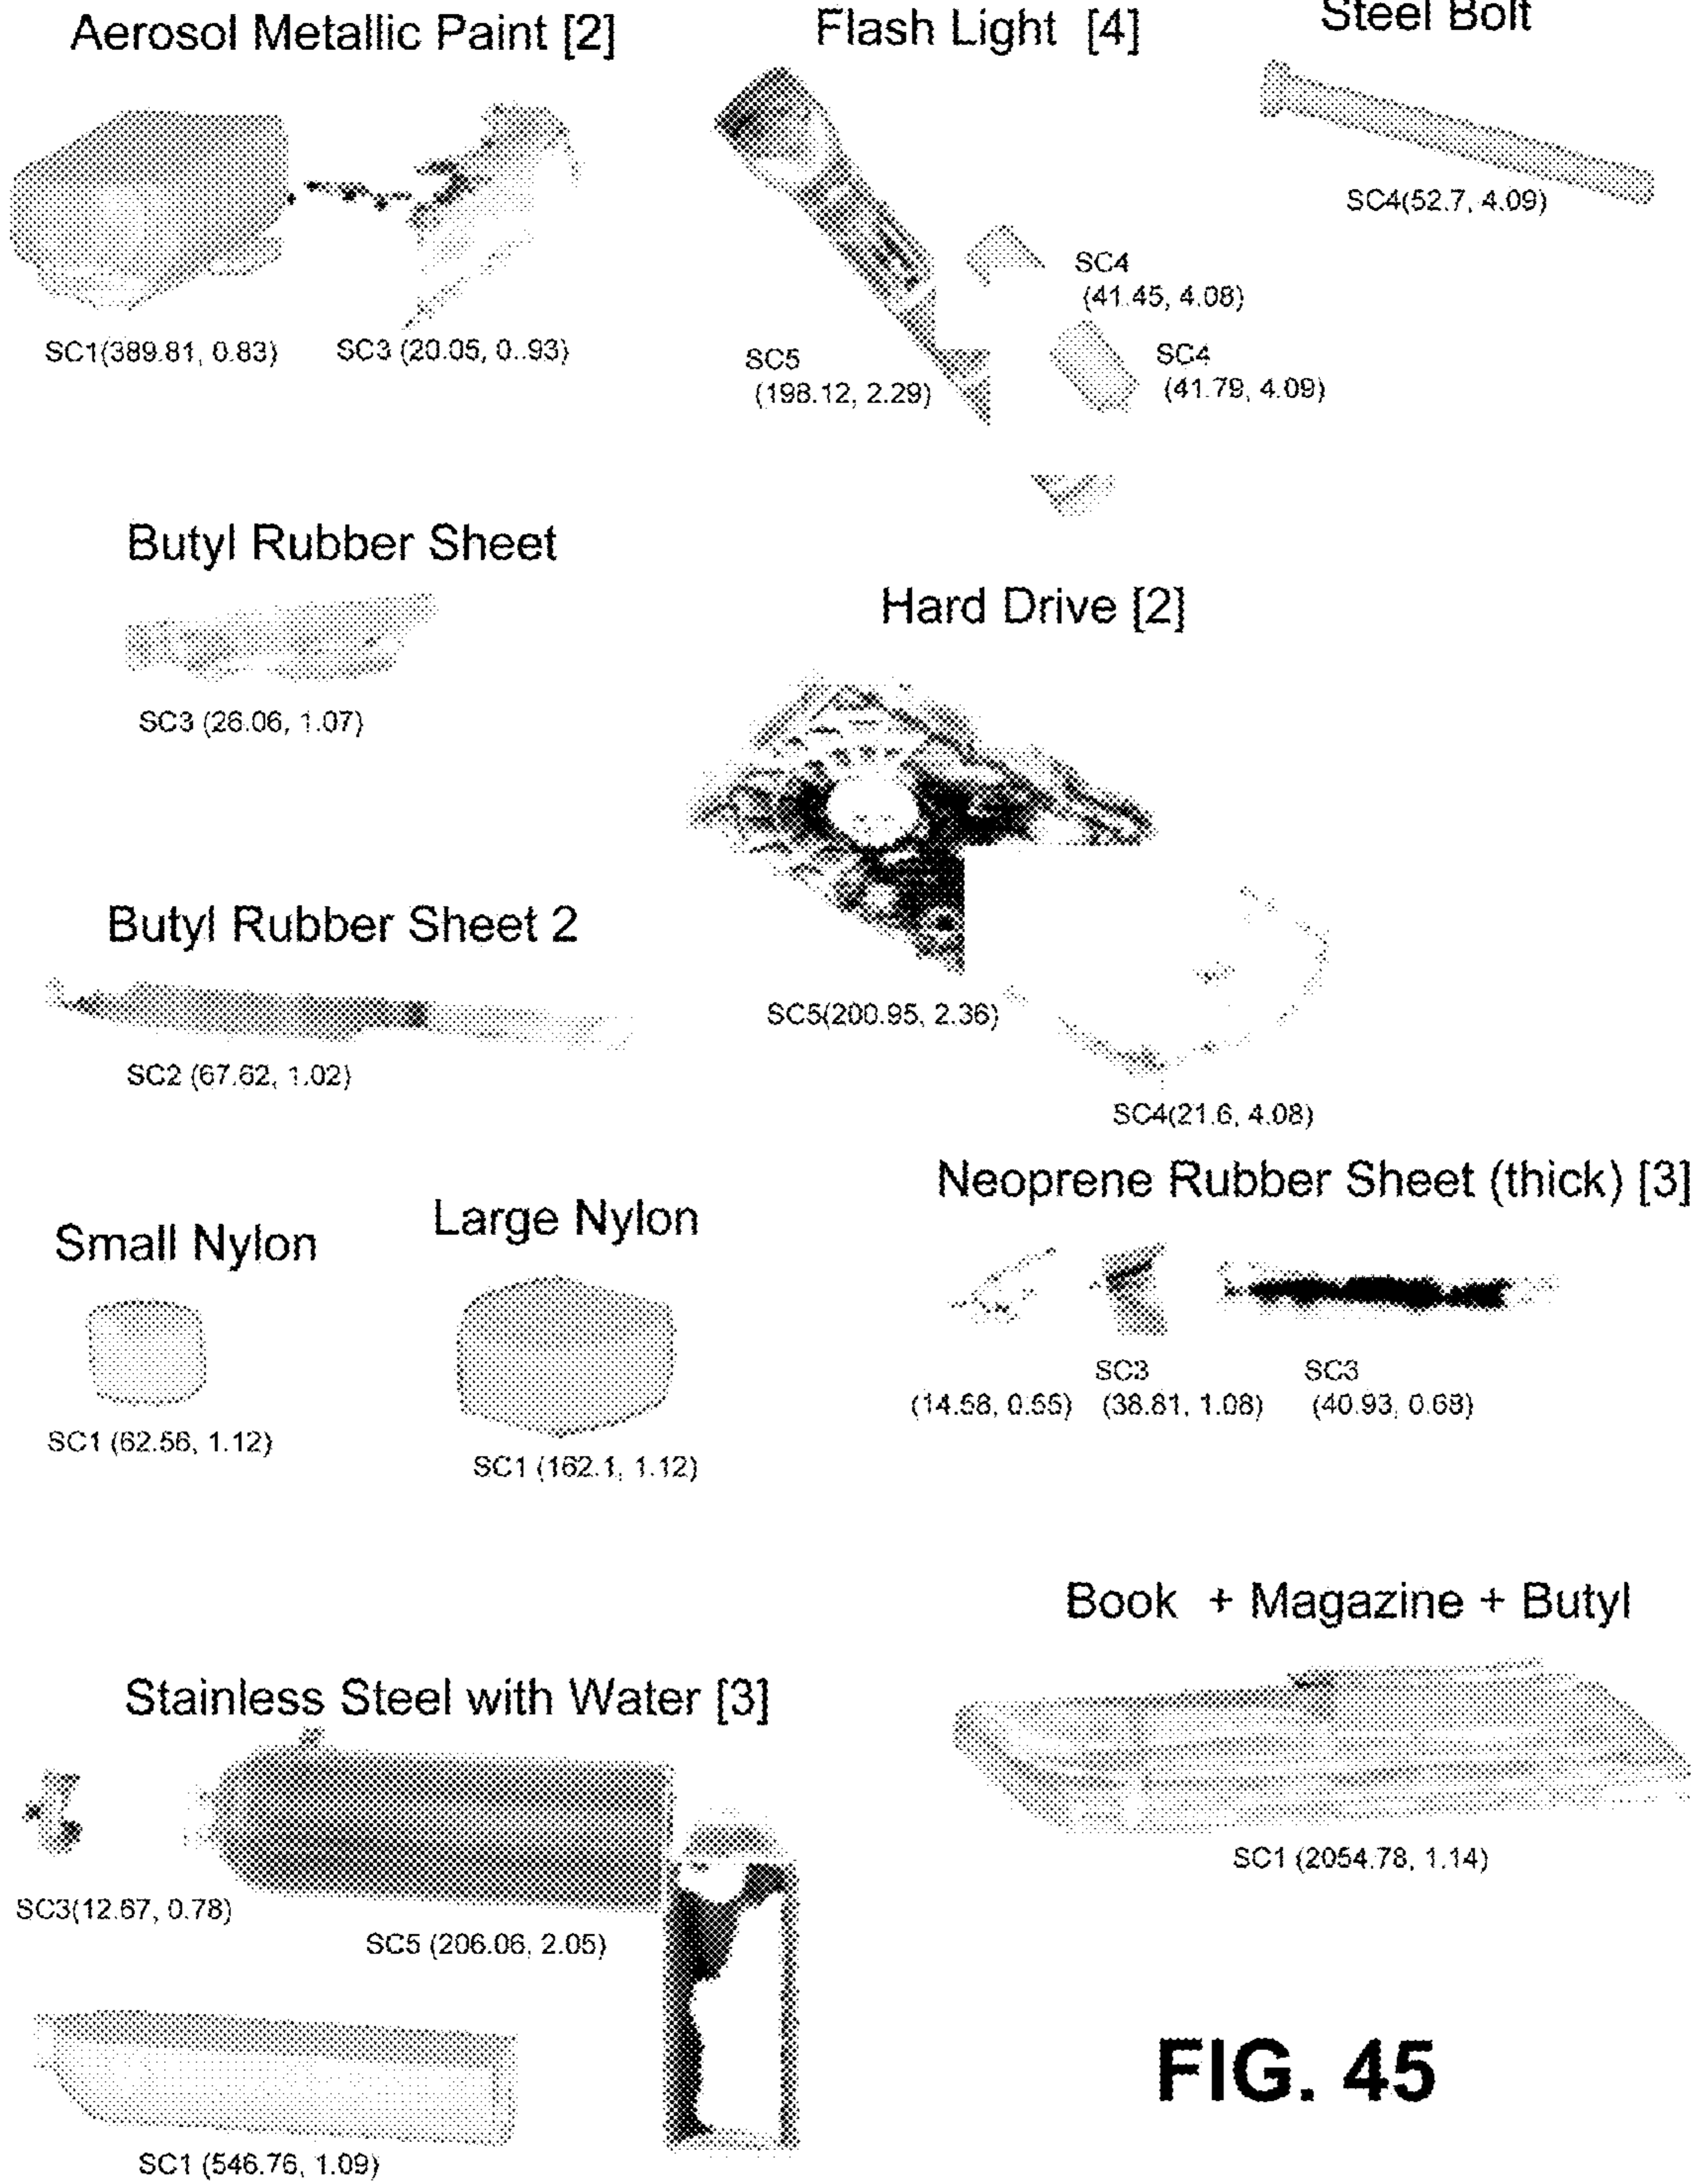 Aerosol Metallic Paint [2]
SC1(389.81, 0.83)
SC3 (20.05, 0..93)
Flash Light [4]
SC5
(198.12, 2.29)
SC4
(41.45, 4.08)
SC4
(41.79, 4.09)
Steel Bolt
SC4(52.7, 4.09)
Butyl Rubber Sheet
SC3 (26.06, 1.07)
Hard Drive [2]
SC5(200.95, 2.36)
SC4(21.6, 4.08)
Butyl Rubber Sheet 2
SC2 (67.62, 1.02)
Small Nylon
SC1 (62.56, 1.12)
Large Nylon
SC1 (162.1, 1.12)
Neoprene Rubber Sheet (thick) [3]
(14.58, 0.55)
SC3
(38.81, 1.08)
SC3
(40.93, 0.68)
Book + Magazine + Butyl
SC1 (2054.78, 1.14)
Stainless Steel with Water [3]
SC3(12.67, 0.78)
SC5 (206.06, 2.05)
SC1 (546.76, 1.09)
FIG. 45